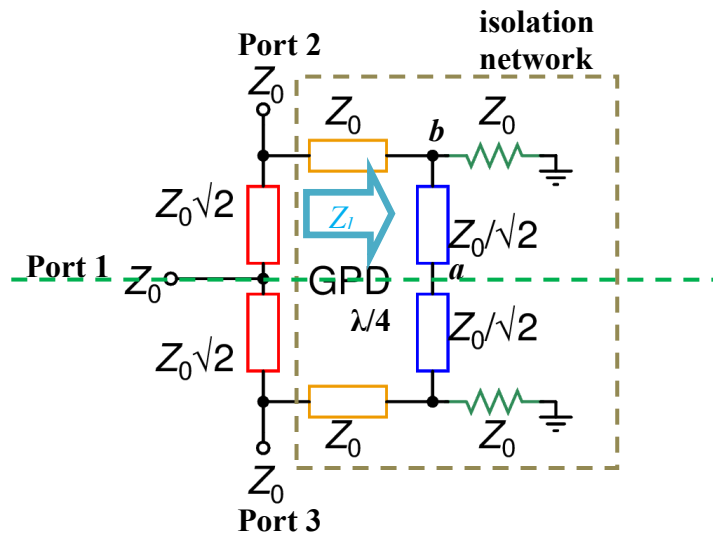 isolation
network
Port 2
Z₀
Z₀
b
Z₀
Z₀√2
Z₁
Z₀/√2
Port 1
Z₀
GPD
a
λ/4
Z₀√2
Z₀/√2
Z₀
Z₀
Z₀
Port 3